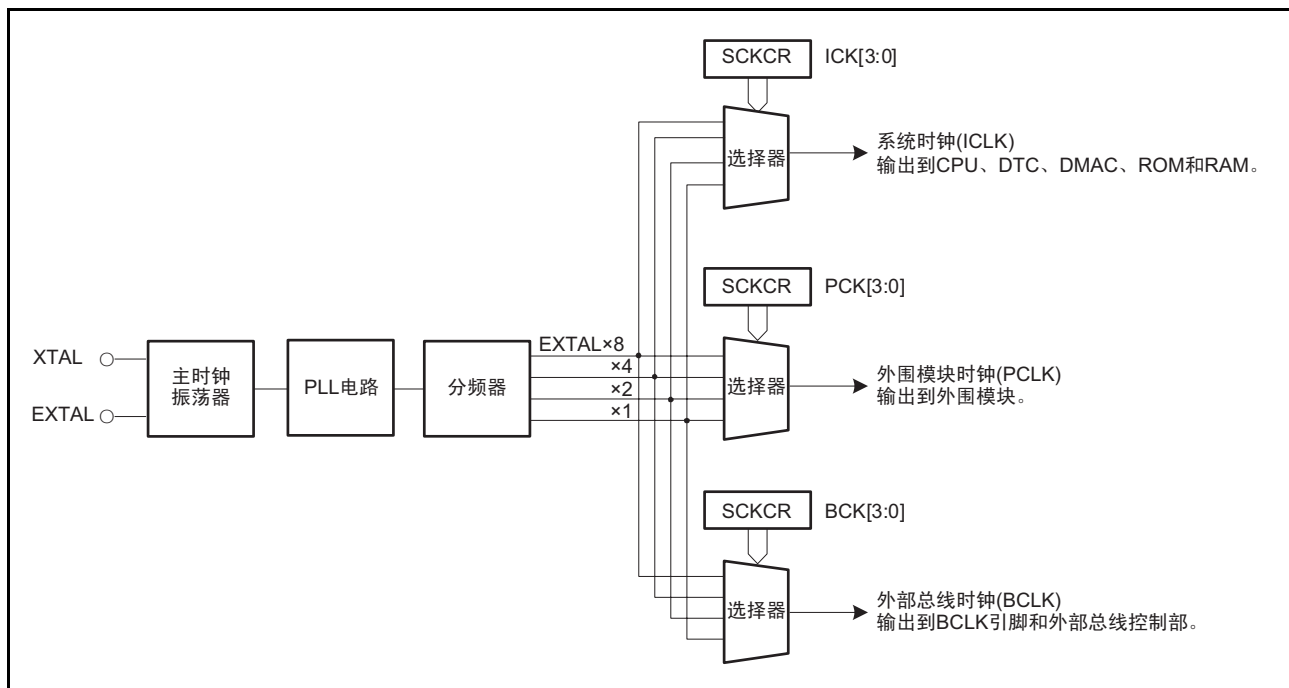 SCKCR ICK[3:0]
选择器
系统时钟(ICLK)
输出到CPU、DTC、DMAC、ROM和RAM。
SCKCR PCK[3:0]
XTAL
EXTAL
主时钟
振荡器
PLL电路
分频器
EXTAL×8
×4
×2
×1
选择器
外围模块时钟(PCLK)
输出到外围模块。
SCKCR BCK[3:0]
选择器
外部总线时钟(BCLK)
输出到BCLK引脚和外部总线控制部。